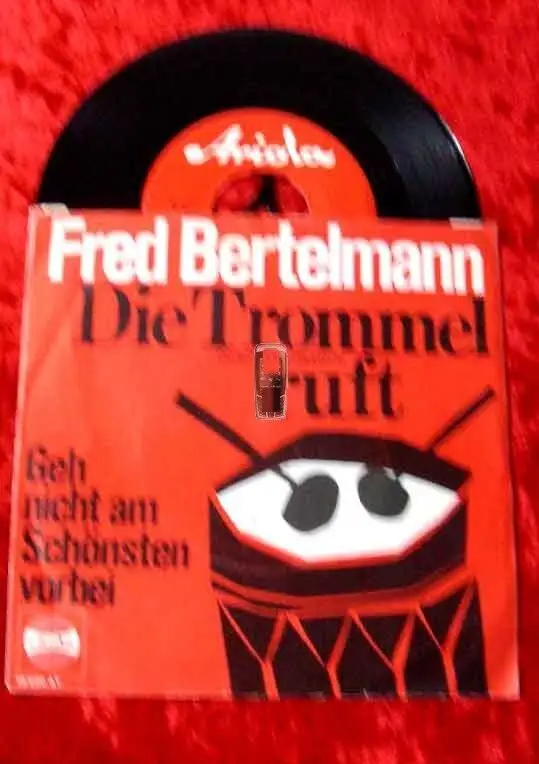 Ariola
Fred Bertelmann
Die Trommel
ruft
Geh
nicht am
Schönsten
vorbei